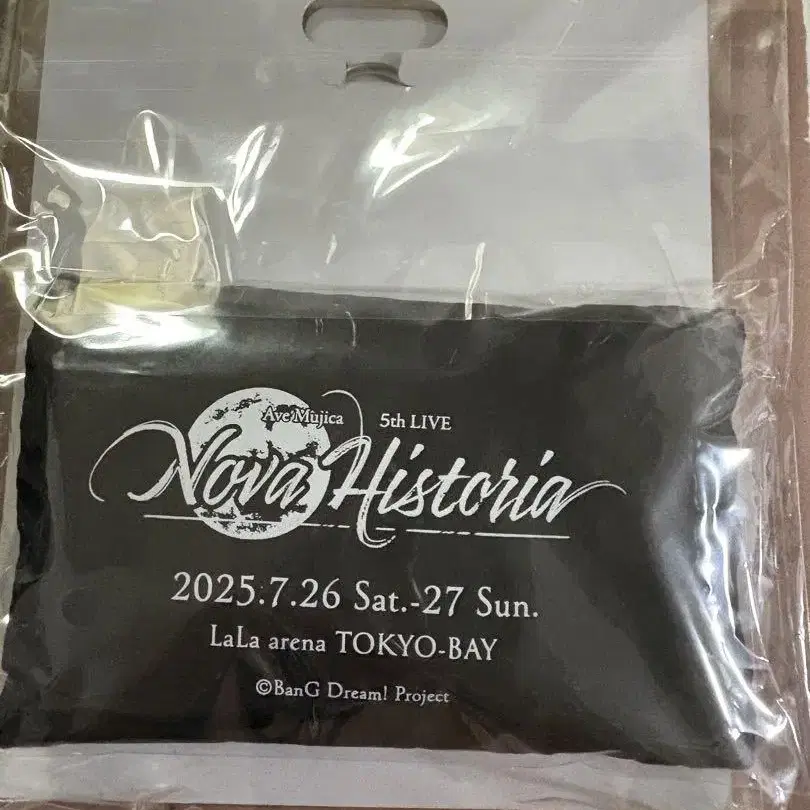 Ave Mujica 5th LIVE
Nova Historia
2025.7.26 Sat.-27 Sun.
LaLa arena TOKYO-BAY
©BanG Dream! Project